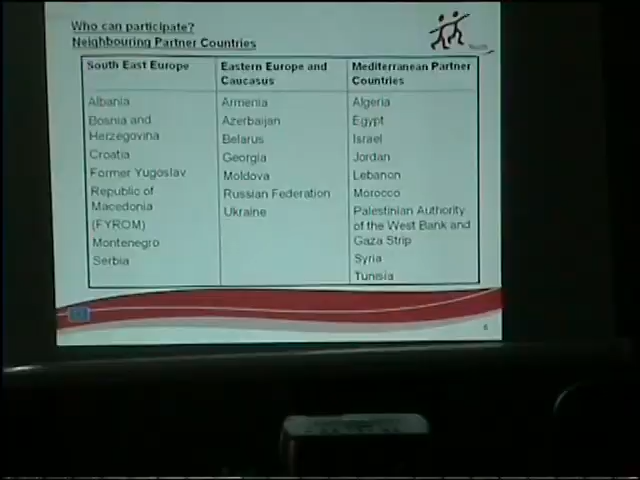 Who can participate?
Neighbouring Partner Countries
South East Europe
Albania
Bosnia and
Herzegovina
Croatia
Former Yugoslav
Republic of
Macedonia
(FYROM)
Montenegro
Serbia
Eastern Europe and
Caucasus
Armenia
Azerbaijan
Belarus
Georgia
Moldova
Russian Federation
Ukraine
Mediterranean Partner
Countries
Algeria
Egypt
Israel
Jordan
Lebanon
Morocco
Palestinian Authority
of the West Bank and
Gaza Strip
Syria
Tunisia